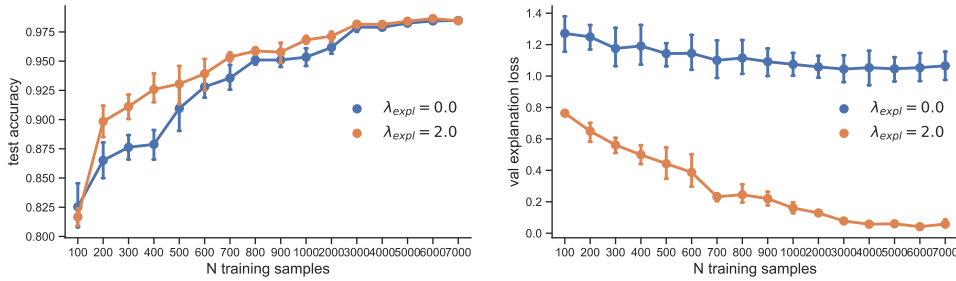 test accuracy
0.975
0.950
0.925
0.900
0.875
0.850
0.825
0.800
100 200 300 400 500 600 700 800 900 1000 2000 3000 4000 5000 6000 7000
N training samples
λexpl = 0.0
λexpl = 2.0
val explanation loss
1.4
1.2
1.0
0.8
0.6
0.4
0.2
0.0
100 200 300 400 500 600 700 800 900 1000 2000 3000 4000 5000 6000 7000
N training samples
λexpl = 0.0
λexpl = 2.0